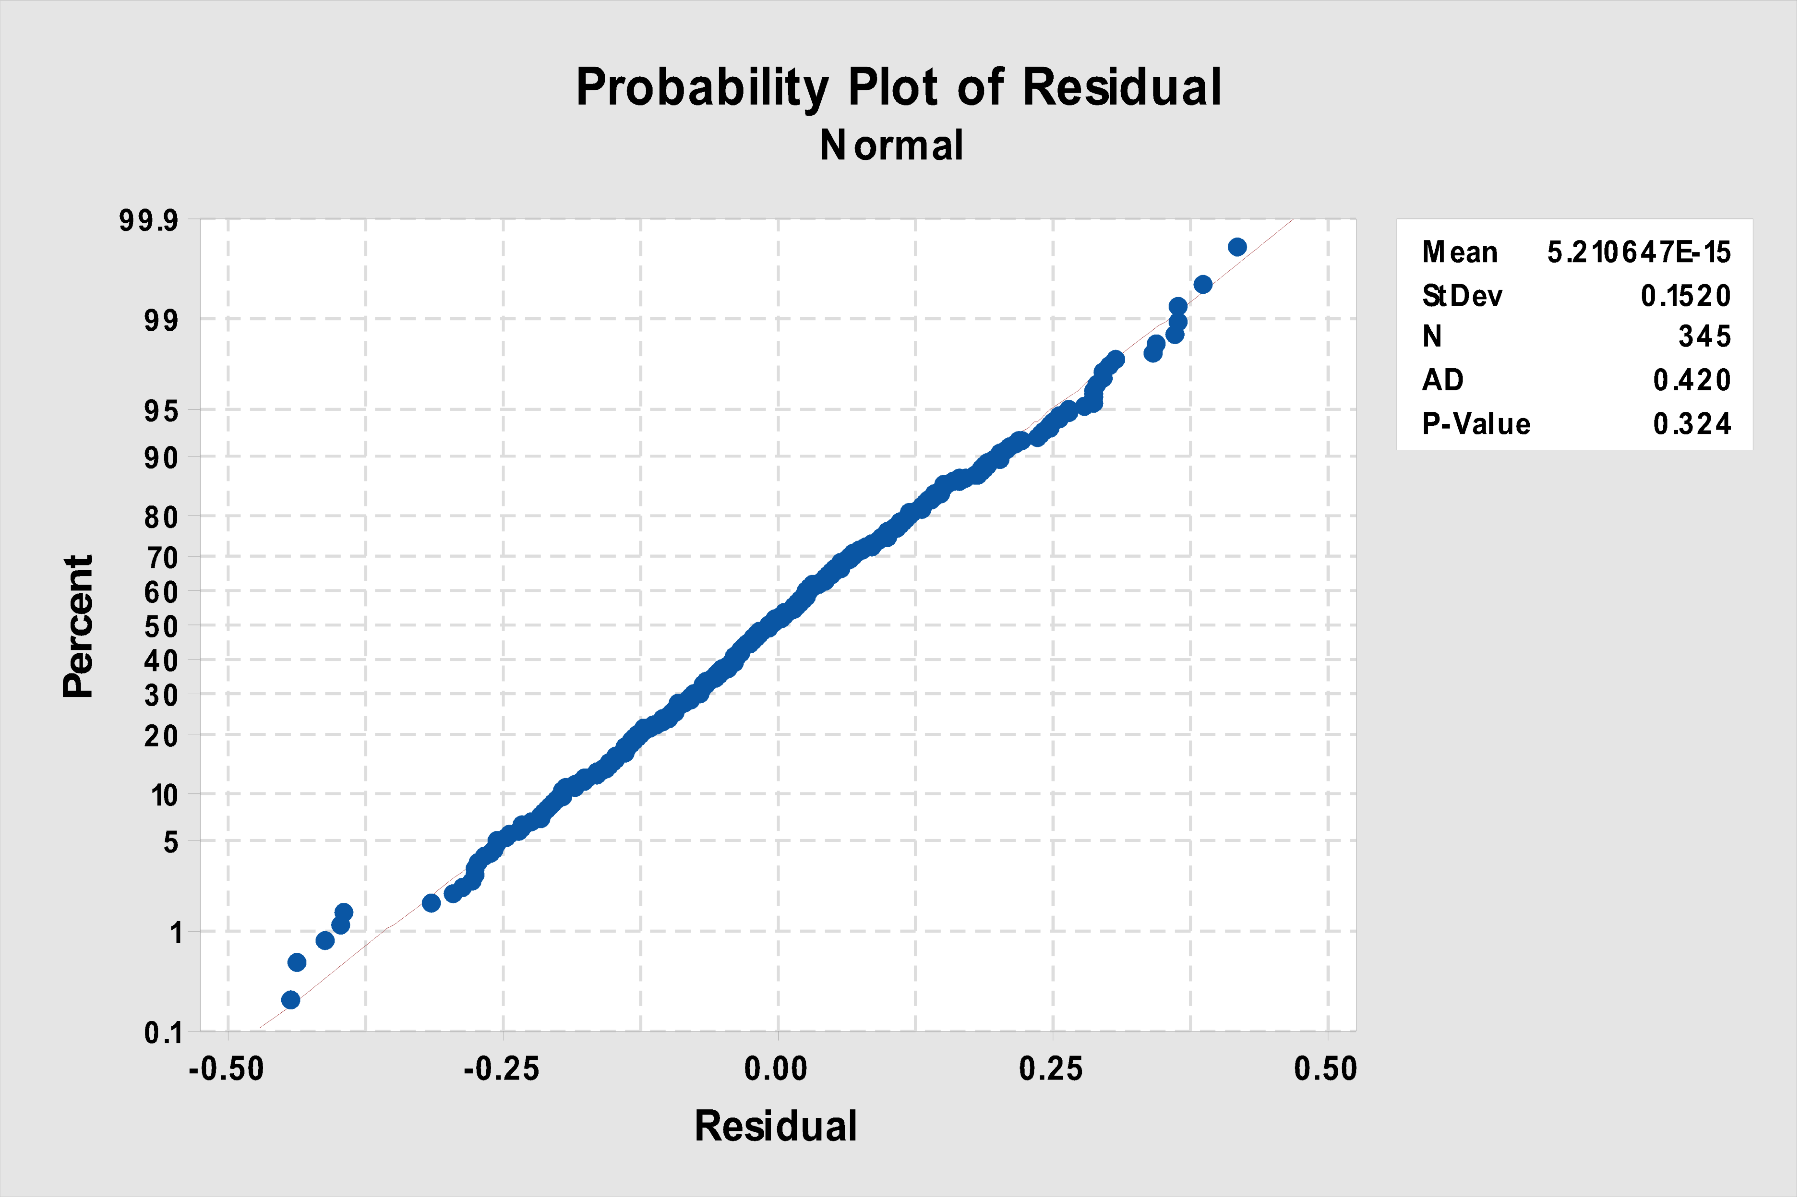 Probability Plot of Residual
Normal
99.9
99
95
90
80
70
60
50
40
30
20
10
5
1
0.1
Percent
-0.50
-0.25
0.00
0.25
0.50
Residual
Mean 5.210647E-15
StDev 0.1520
N 345
AD 0.420
P-Value 0.324